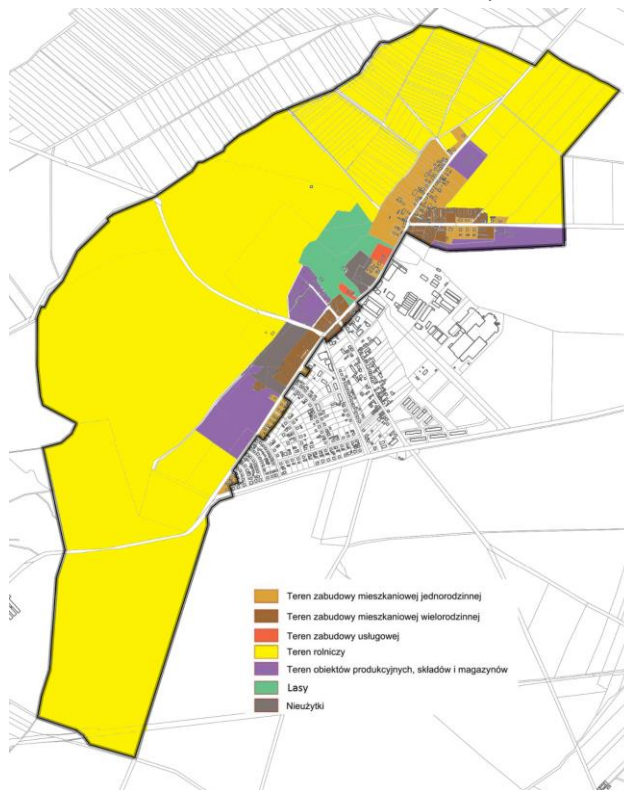 Teren zabudowy mieszkaniowej jednorodzinnej
Teren zabudowy mieszkaniowej wielorodzinnej
Teren zabudowy usługowej
Teren rolniczy
Teren obiektów produkcyjnych, składów i magazynów
Lasy
Nieużytki